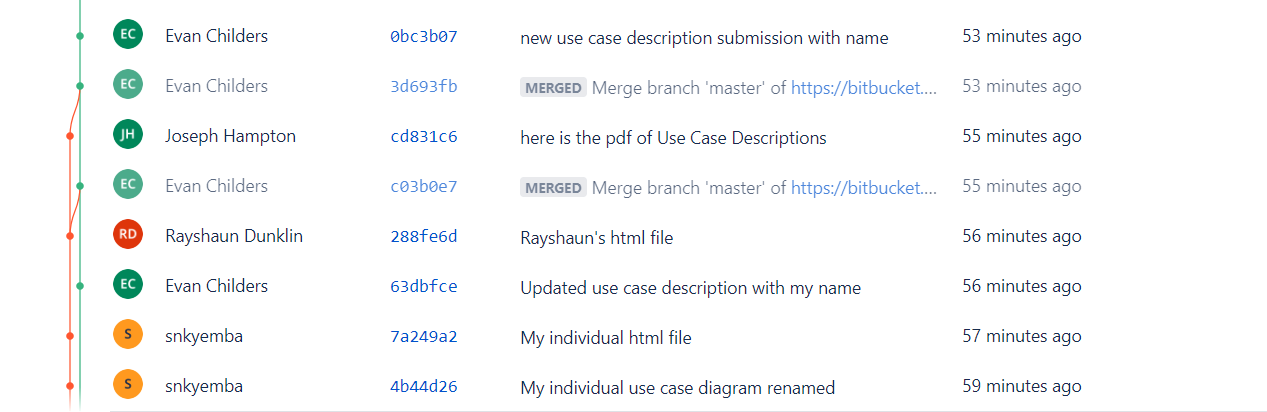 EC Evan Childers 0bc3b07 new use case description submission with name 53 minutes ago
EC Evan Childers 3d693fb MERGED Merge branch 'master' of https://bitbucket.... 53 minutes ago
JH Joseph Hampton cd831c6 here is the pdf of Use Case Descriptions 55 minutes ago
EC Evan Childers c03b0e7 MERGED Merge branch 'master' of https://bitbucket.... 55 minutes ago
RD Rayshaun Dunklin 288fe6d Rayshaun's html file 56 minutes ago
EC Evan Childers 63dbfce Updated use case description with my name 56 minutes ago
S snkyemba 7a249a2 My individual html file 57 minutes ago
S snkyemba 4b44d26 My individual use case diagram renamed 59 minutes ago